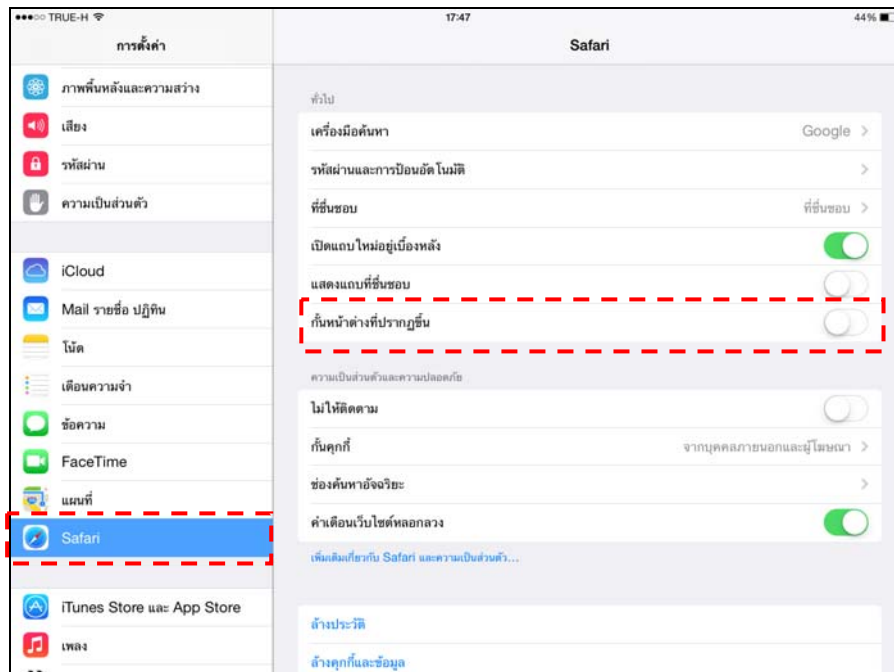 TRUE-H 17:47 44%
การตั้งค่า
Safari
ภาพพื้นหลังและความสว่าง
เสียง
รหัสผ่าน
ความเป็นส่วนตัว
iCloud
Mail รายชื่อ ปฏิทิน
โน้ต
เตือนความจำ
ข้อความ
FaceTime
แผนที่
Safari
iTunes Store และ App Store
เพลง
ทั่วไป
เครื่องมือค้นหา Google
รหัสผ่านและการป้อนอัตโนมัติ
ที่ชื่นชอบ ที่ชื่นชอบ
เปิดแถบใหม่อยู่เบื้องหลัง
แสดงแถบที่ชื่นชอบ
กั้นหน้าต่างที่ปรากฏขึ้น
ความเป็นส่วนตัวและความปลอดภัย
ไม่ให้ติดตาม
กั้นคุกกี้ จากบุคคลภายนอกและผู้โฆษณา
ช่องค้นหาอัจฉริยะ
คำเตือนเว็บไซต์หลอกลวง
เพิ่มเติมเกี่ยวกับ Safari และความเป็นส่วนตัว...
ล้างประวัติ
ล้างคุกกี้และข้อมูล